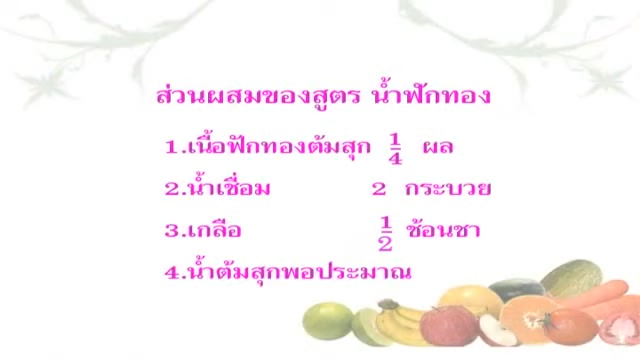 ส่วนผสมของสูตร น้ำฟักทอง
1.เนื้อฟักทองต้มสุก 1/4 ผล
2.น้ำเชื่อม 2 กระบวย
3.เกลือ 1/2 ช้อนชา
4.น้ำต้มสุกพอประมาณ